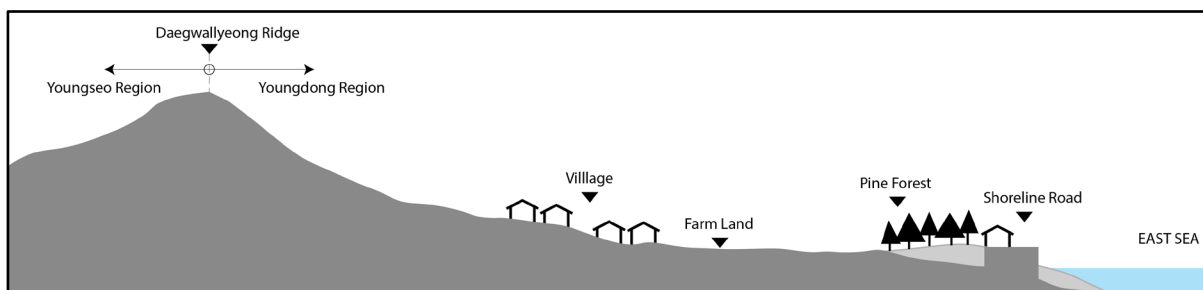 Daegwallyeong Ridge
Youngseo Region
Youngdong Region
Villlage
Farm Land
Pine Forest
Shoreline Road
EAST SEA